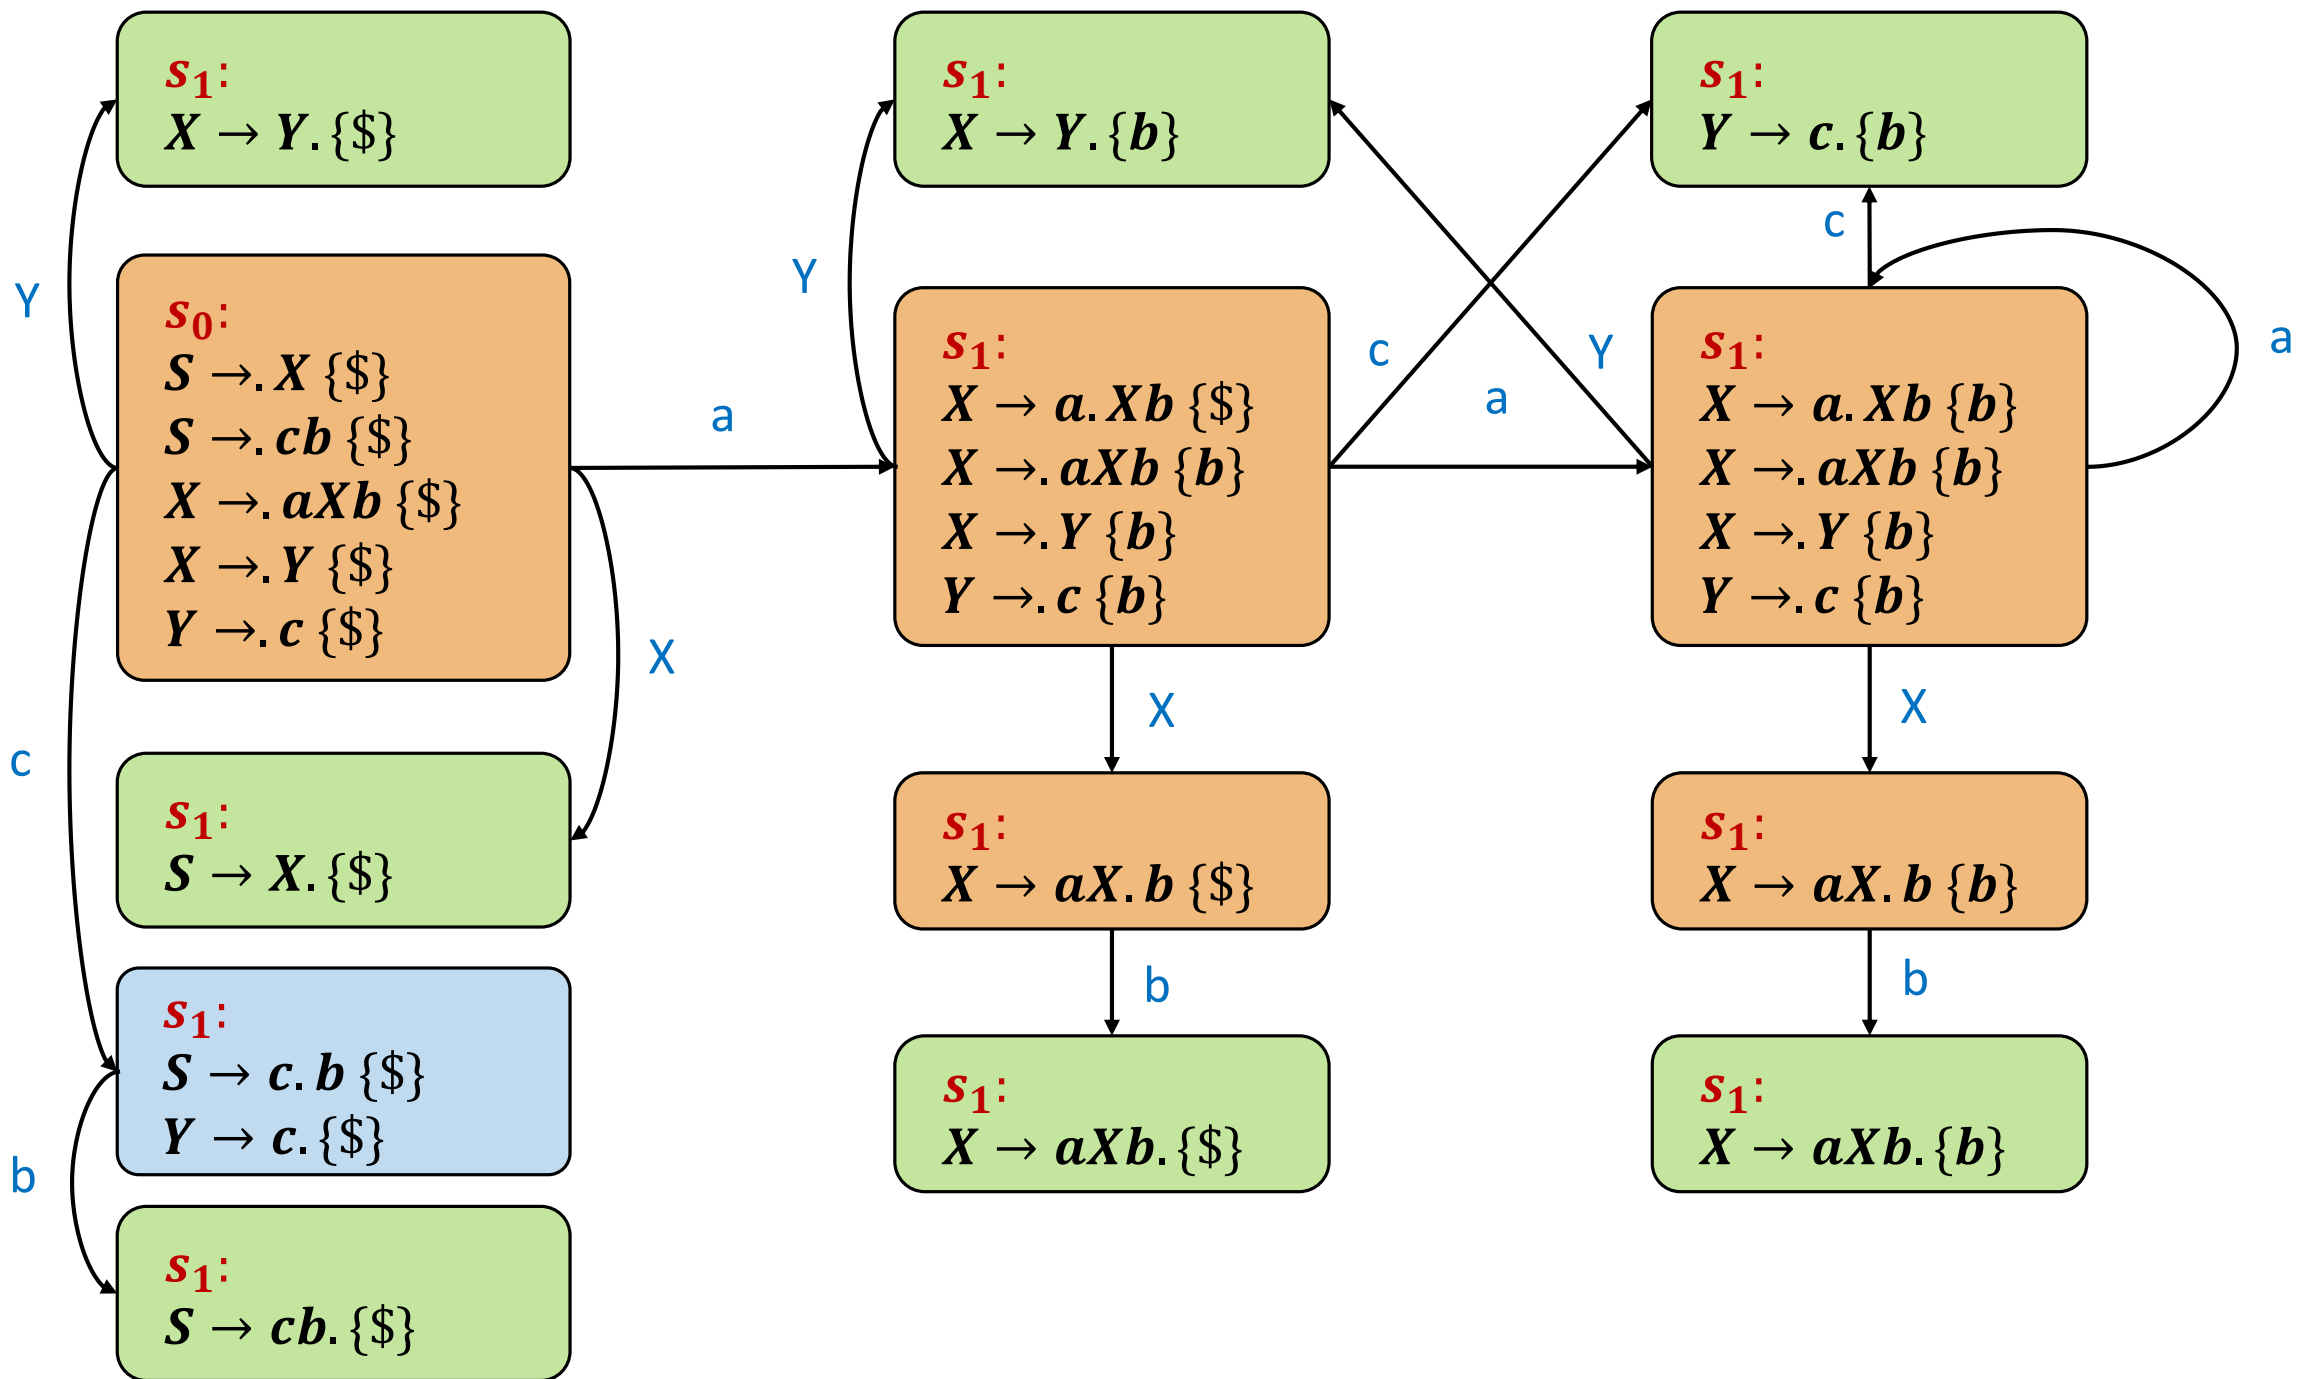 s₁:
X → Y. {$}
Y
s₀:
S →. X {$}
S →. cb {$}
X →. aXb {$}
X →. Y {$}
Y →. c {$}
X
c
s₁:
S → X. {$}
s₁:
S → c. b {$}
Y → c. {$}
b
s₁:
S → cb. {$}
a
s₁:
X → Y. {b}
Y
s₁:
X → a. Xb {$}
X →. aXb {b}
X →. Y {b}
Y →. c {b}
X
s₁:
X → aX. b {$}
b
s₁:
X → aXb. {$}
c
Y
a
s₁:
Y → c. {b}
c
a
s₁:
X → a. Xb {b}
X →. aXb {b}
X →. Y {b}
Y →. c {b}
X
s₁:
X → aX. b {b}
b
s₁:
X → aXb. {b}